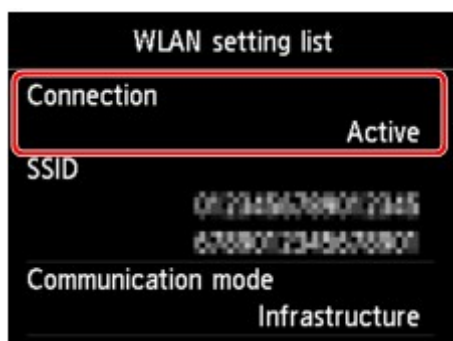 WLAN setting list
Connection
Active
SSID
Communication mode
Infrastructure